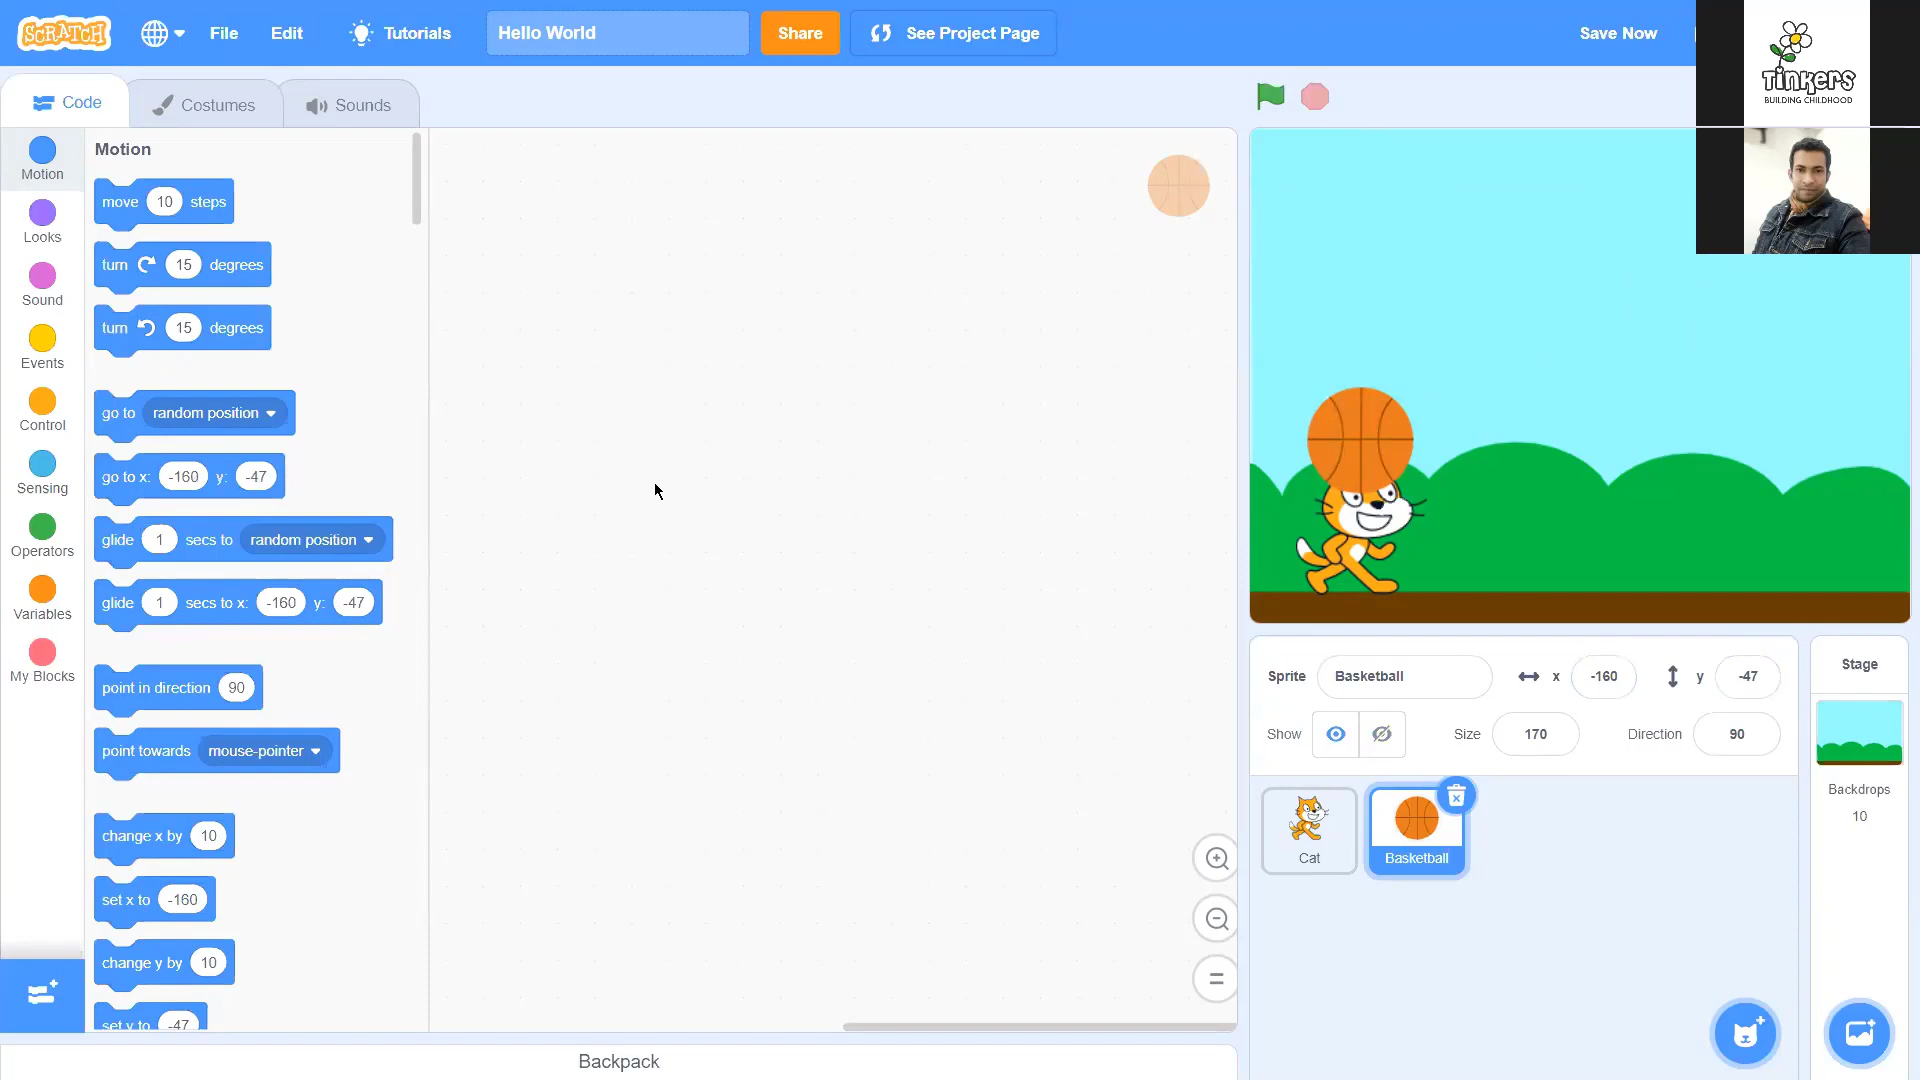 SCRATCH
File
Edit
Tutorials
Hello World
Share
See Project Page
Save Now
Tinkers
BUILDING CHILDHOOD
Code
Costumes
Sounds
Motion
Looks
Sound
Events
Control
Sensing
Operators
Variables
My Blocks
Motion
move 10 steps
turn 15 degrees
turn 15 degrees
go to random position
go to x: -160 y: -47
glide 1 secs to random position
glide 1 secs to x: -160 y: -47
point in direction 90
point towards mouse-pointer
change x by 10
set x to -160
change y by 10
set y to -47
Backpack
Sprite Basketball x -160 y -47
Show Size 170 Direction 90
Cat
Basketball
Stage
Backdrops
10